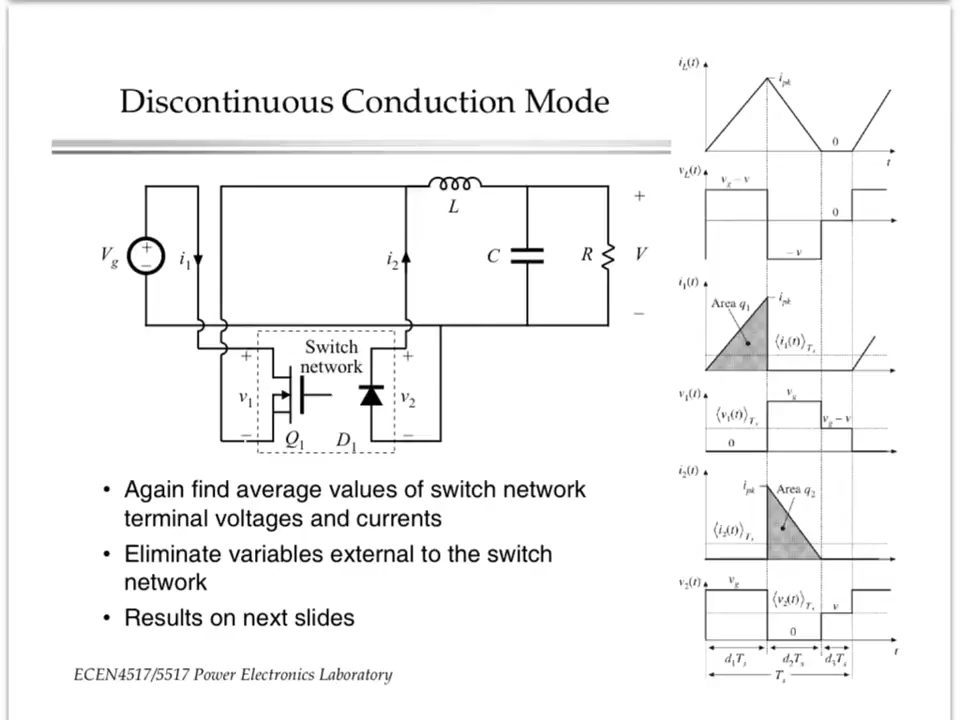 Discontinuous Conduction Mode
V_g
+
–
i_1
i_2
L
C
R
+
V
–
Switch
network
+
v_1
–
Q_1
D_1
+
v_2
–
• Again find average values of switch network
terminal voltages and currents
• Eliminate variables external to the switch
network
• Results on next slides
ECEN4517/5517 Power Electronics Laboratory
i_L(t)
i_pk
0
t
v_L(t)
v_g – v
0
– v
i_1(t)
i_pk
Area q_1
⟨i_1(t)⟩_Ts
v_1(t)
v_g
⟨v_1(t)⟩_Ts
v_g – v
0
i_2(t)
i_pk
Area q_2
⟨i_2(t)⟩_Ts
v_2(t)
v_g
⟨v_2(t)⟩_Ts
v
0
t
d_1T_s
d_2T_s
d_3T_s
T_s